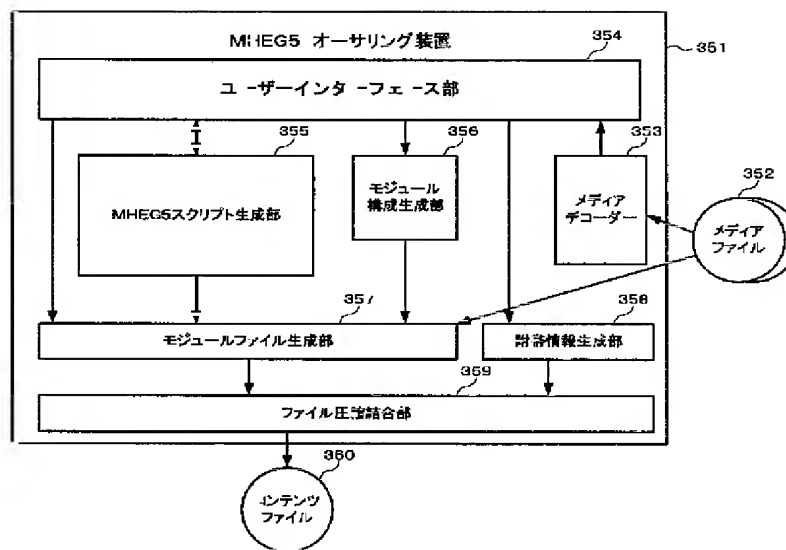 MHEG5 オーサリング装置
354
351
ユーザーインターフェース部
355
356
353
352
MHEG5スクリプト生成部
モジュール
構成生成部
メディア
デコーダー
メディア
ファイル
357
358
モジュールファイル生成部
情報生成部
359
ファイル圧縮結合部
360
コンテンツ
ファイル